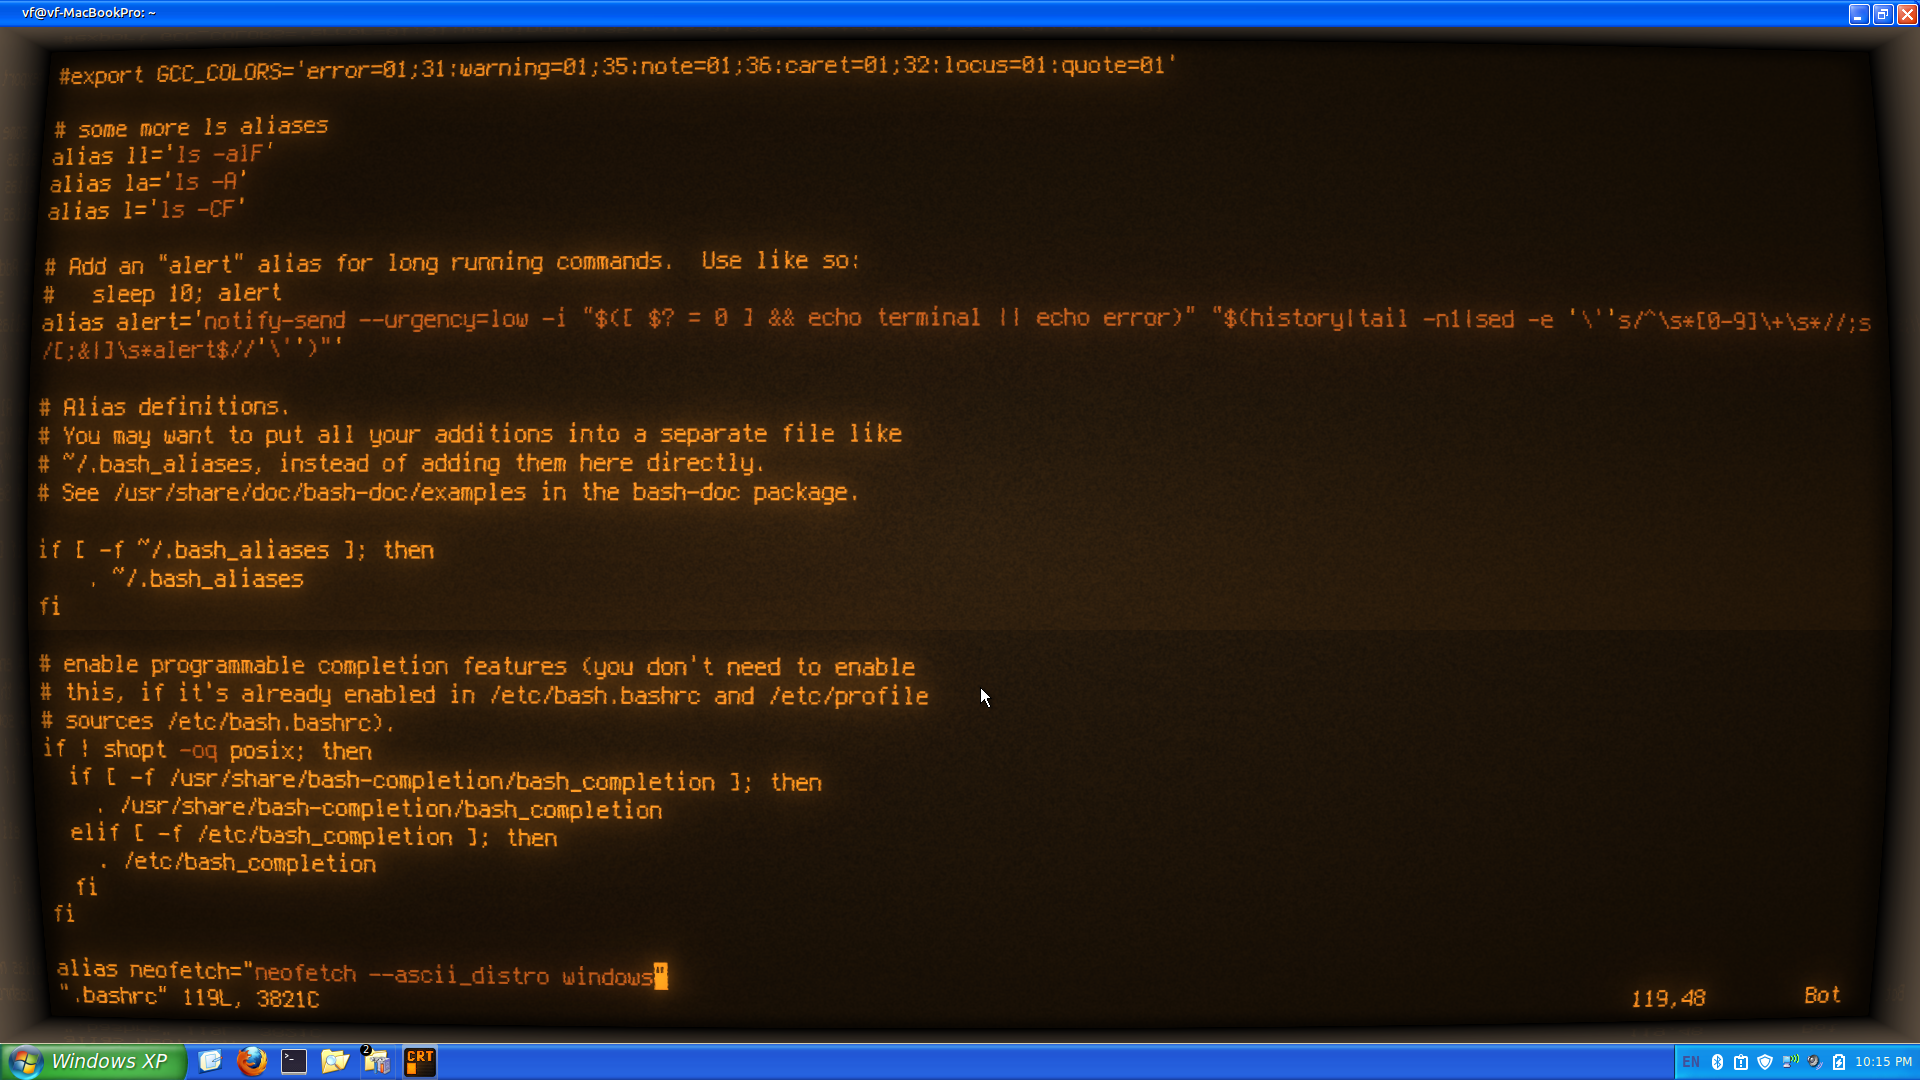 vf@vf-MacBookPro: ~
#export GCC_COLORS='error=01;31:warning=01;35:note=01;36:caret=01;32:locus=01:quote=01'
# some more ls aliases
alias ll='ls -alF'
alias la='ls -A'
alias l='ls -CF'
# Add an "alert" alias for long running commands.  Use like so:
#   sleep 10; alert
alias alert='notify-send --urgency=low -i "$([ $? = 0 ] && echo terminal || echo error)" "$(history|tail -n1|sed -e '\''s/^\s*[0-9]\+\s*//;s
/[;&|]\s*alert$//'\'')"'
# Alias definitions.
# You may want to put all your additions into a separate file like
# ~/.bash_aliases, instead of adding them here directly.
# See /usr/share/doc/bash-doc/examples in the bash-doc package.
if [ -f ~/.bash_aliases ]; then
    . ~/.bash_aliases
fi
# enable programmable completion features (you don't need to enable
# this, if it's already enabled in /etc/bash.bashrc and /etc/profile
# sources /etc/bash.bashrc).
if ! shopt -oq posix; then
  if [ -f /usr/share/bash-completion/bash_completion ]; then
    . /usr/share/bash-completion/bash_completion
  elif [ -f /etc/bash_completion ]; then
    . /etc/bash_completion
  fi
fi
alias neofetch="neofetch --ascii_distro windows"
".bashrc" 119L, 3821C 119,48 Bot
Windows XP 2 CRT EN 10:15 PM